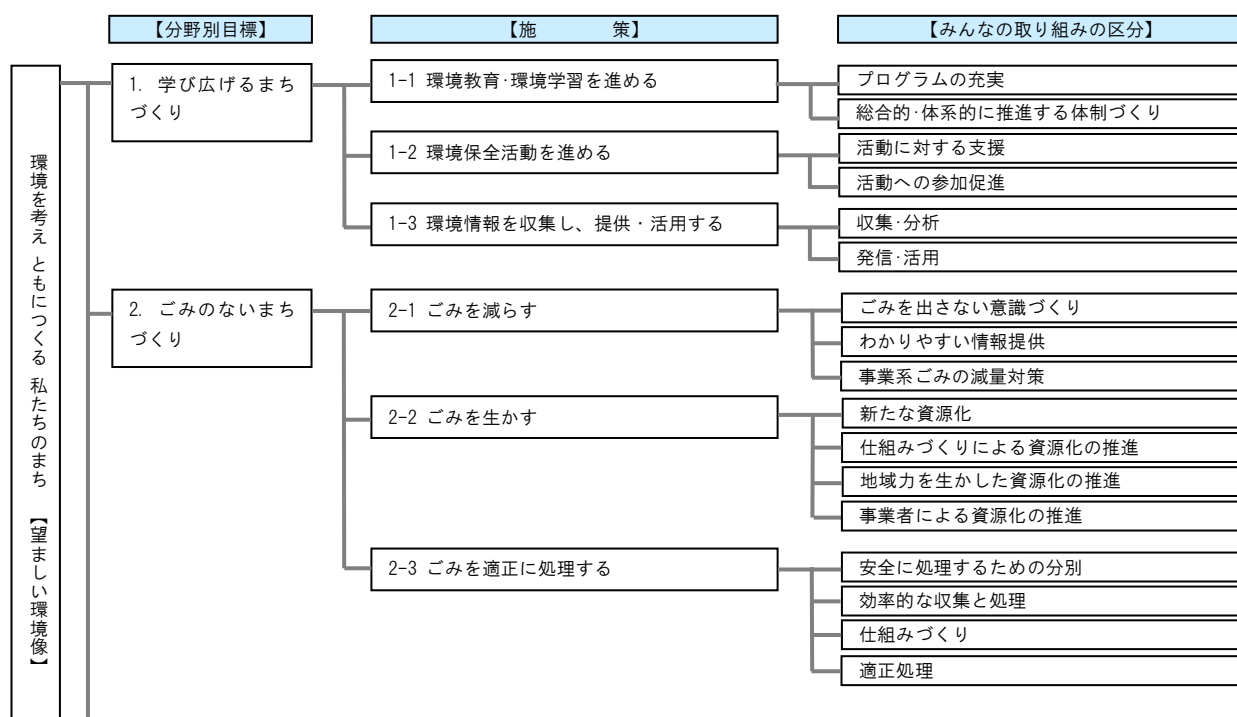 【分野別目標】
【施　　策】
【みんなの取り組みの区分】
環境を考え ともにつくる 私たちのまち 【望ましい環境像】
1. 学び広げるまち
づくり
1-1 環境教育･環境学習を進める
プログラムの充実
総合的･体系的に推進する体制づくり
1-2 環境保全活動を進める
活動に対する支援
活動への参加促進
1-3 環境情報を収集し、提供・活用する
収集･分析
発信･活用
2. ごみのないまち
づくり
2-1 ごみを減らす
ごみを出さない意識づくり
わかりやすい情報提供
事業系ごみの減量対策
2-2 ごみを生かす
新たな資源化
仕組みづくりによる資源化の推進
地域力を生かした資源化の推進
事業者による資源化の推進
2-3 ごみを適正に処理する
安全に処理するための分別
効率的な収集と処理
仕組みづくり
適正処理